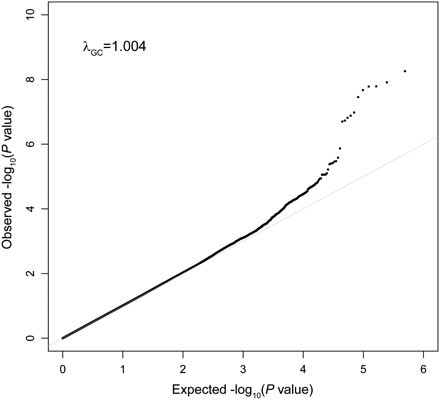 10
8
6
4
2
0
Observed -log10(P value)
λGC=1.004
0 1 2 3 4 5 6
Expected -log10(P value)